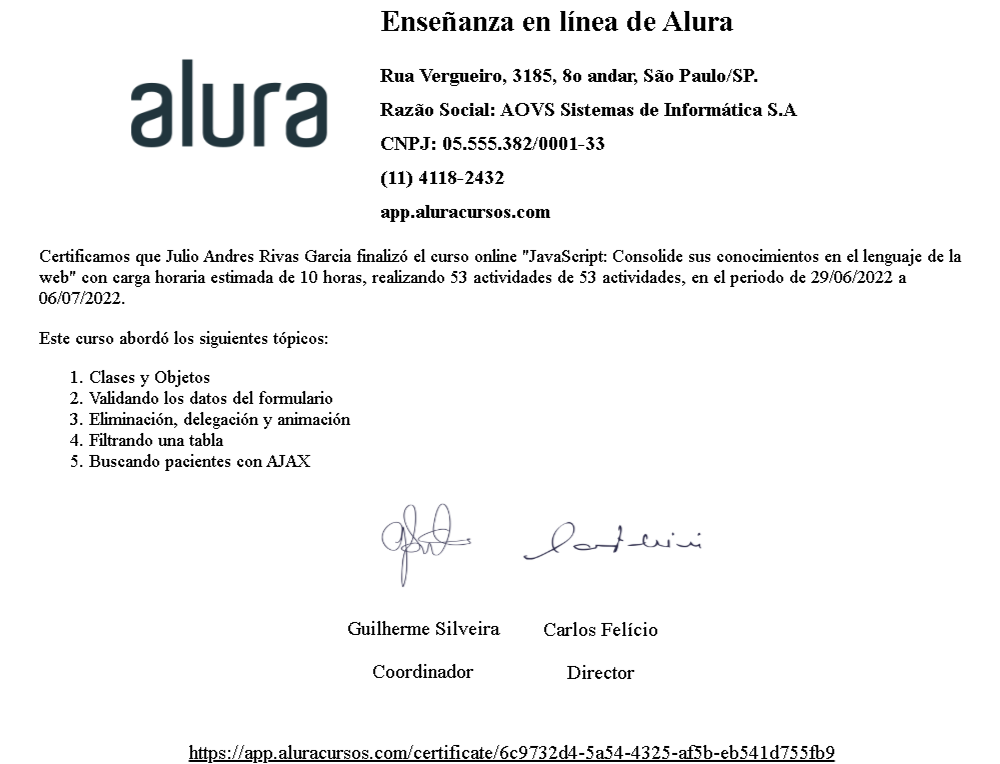 Enseñanza en línea de Alura
alura
Rua Vergueiro, 3185, 8o andar, São Paulo/SP.
Razão Social: AOVS Sistemas de Informática S.A
CNPJ: 05.555.382/0001-33
(11) 4118-2432
app.aluracursos.com
Certificamos que Julio Andres Rivas Garcia finalizó el curso online "JavaScript: Consolide sus conocimientos en el lenguaje de la
web" con carga horaria estimada de 10 horas, realizando 53 actividades de 53 actividades, en el periodo de 29/06/2022 a
06/07/2022.
Este curso abordó los siguientes tópicos:
1. Clases y Objetos
2. Validando los datos del formulario
3. Eliminación, delegación y animación
4. Filtrando una tabla
5. Buscando pacientes con AJAX
Guilherme Silveira
Carlos Felício
Coordinador
Director
https://app.aluracursos.com/certificate/6c9732d4-5a54-4325-af5b-eb541d755fb9